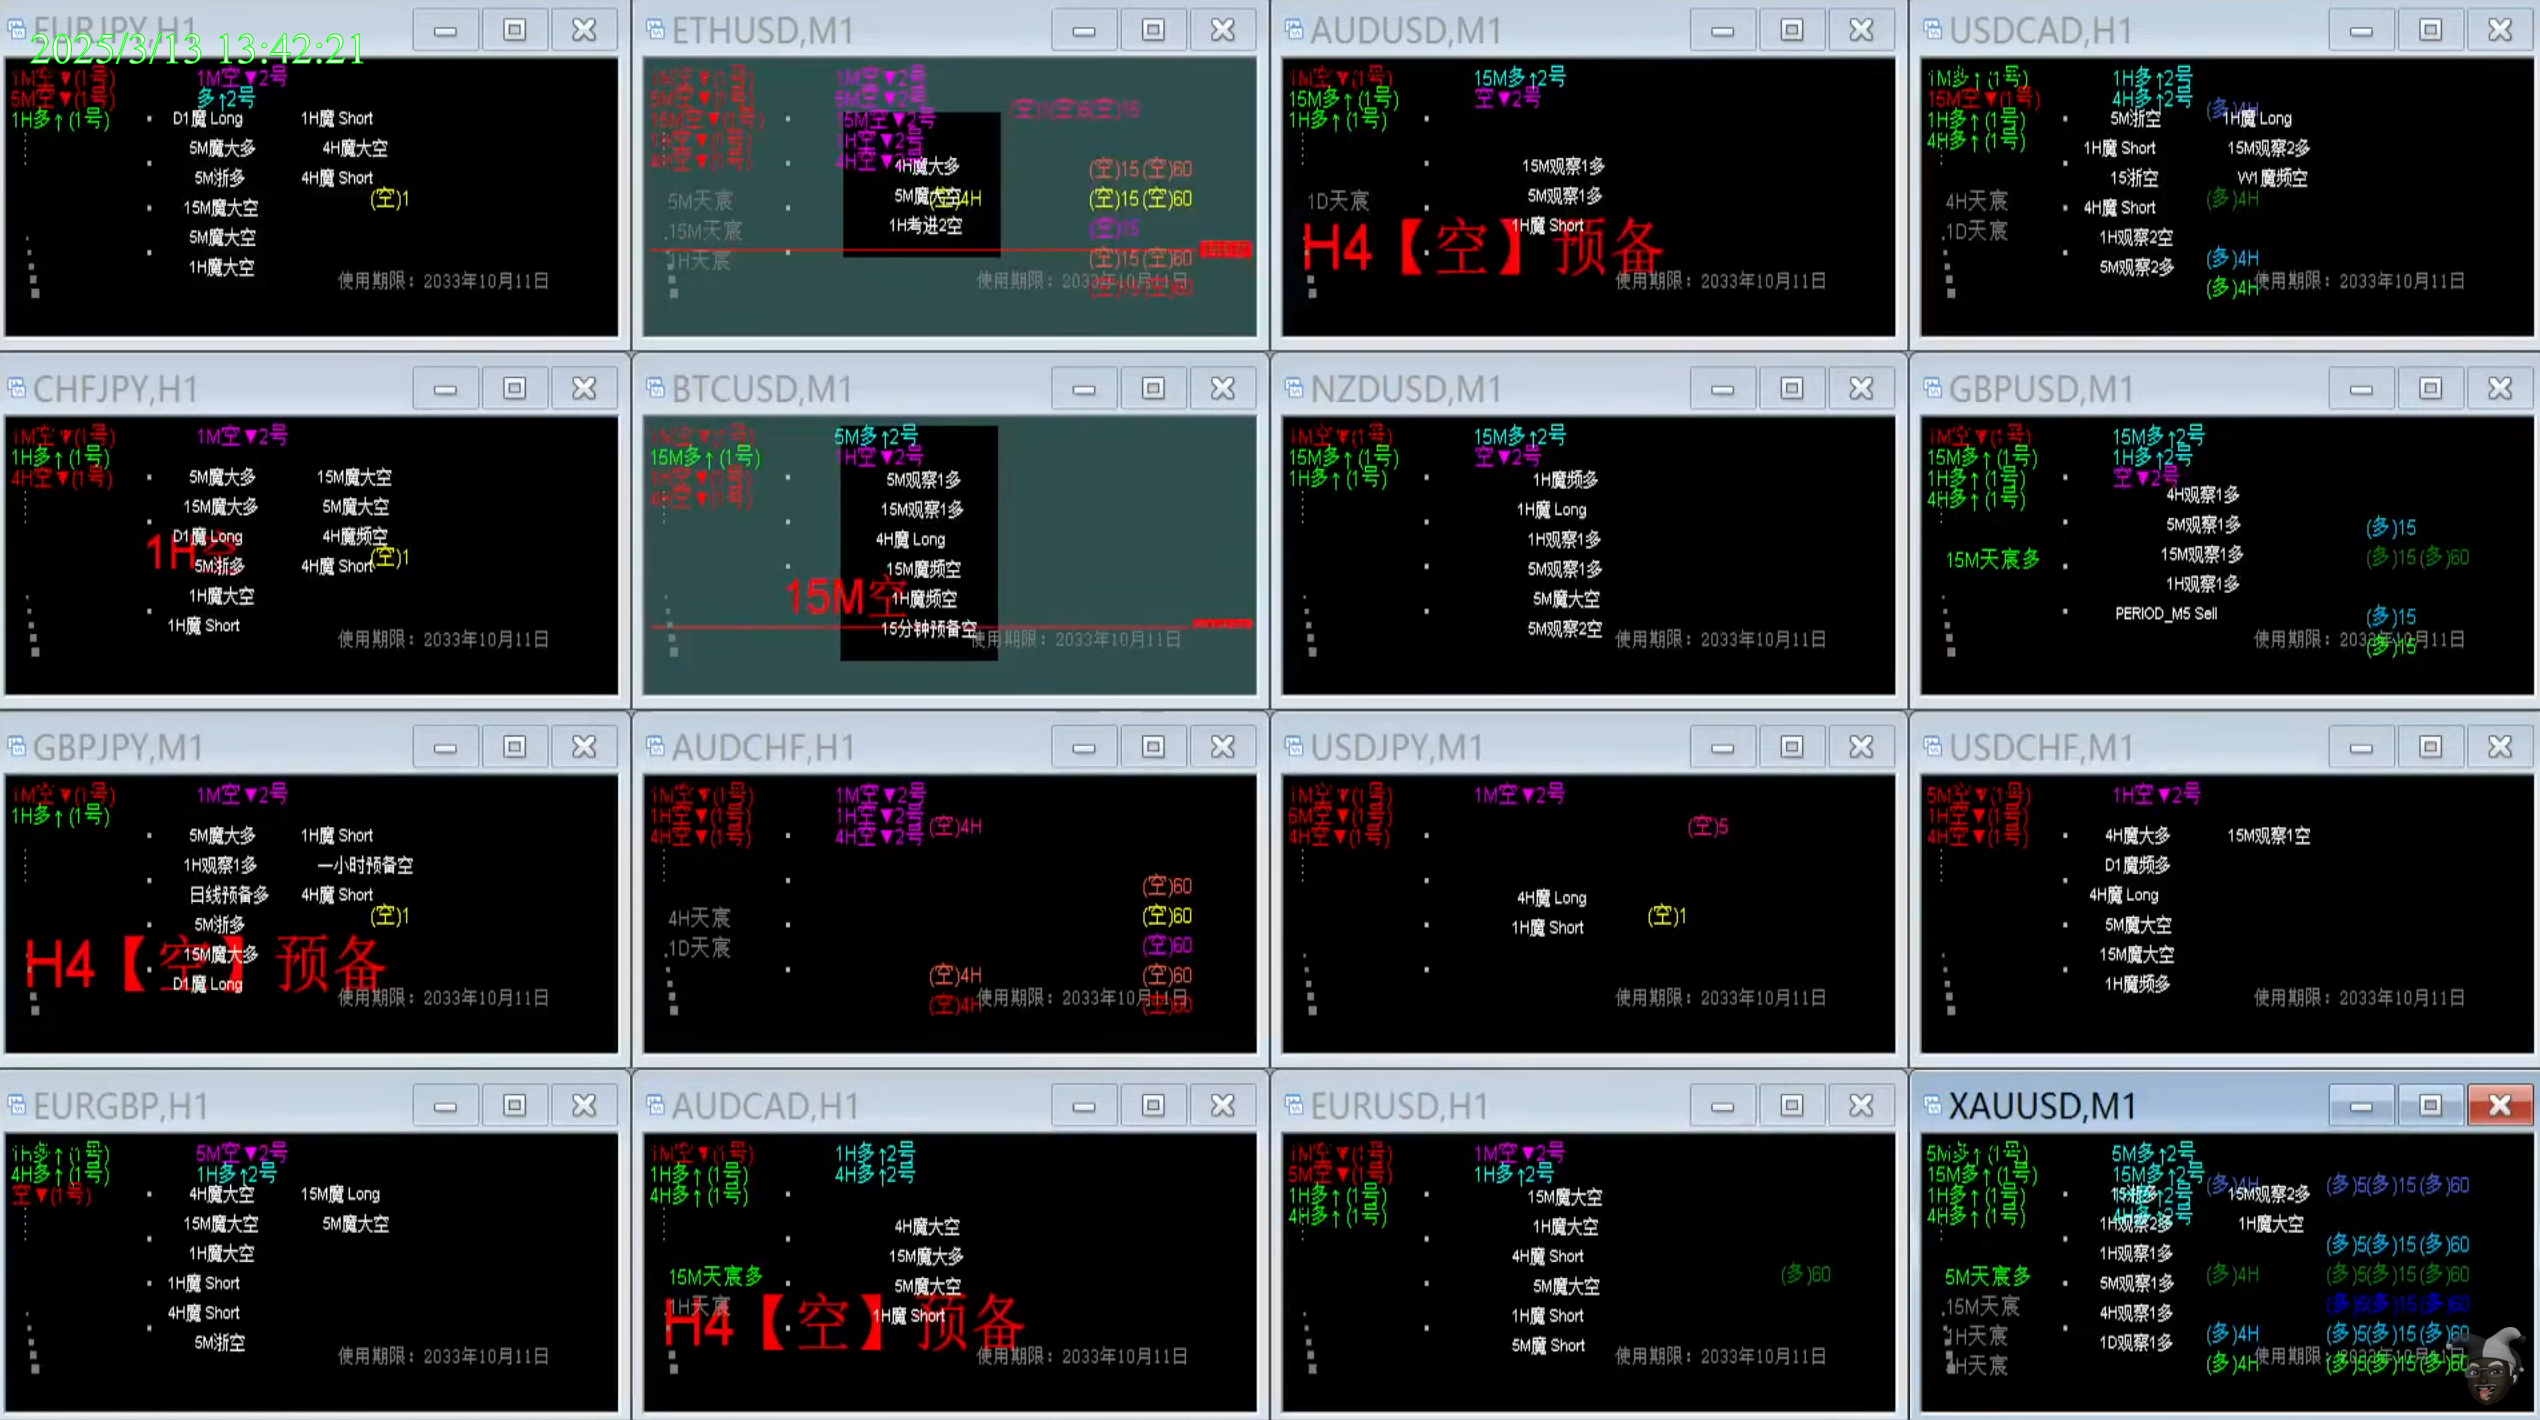 EURJPY,H1
2025/3/13 13:42:21
1M空▼(1号)
5M空▼(1号)
1H多↑(1号)
1M空▼2号
多↑2号
D1魔 Long
5M魔大多
5M浙多
15M魔大空
5M魔大空
1H魔大空
1H魔 Short
4H魔大空
4H魔 Short
(空)1
使用期限：2033年10月11日
ETHUSD,M1
1M空▼(1号)
5M空▼(1号)
15M空▼(1号)
1H空▼(1号)
4H空▼(1号)
1M空▼2号
5M空▼2号
15M空▼2号
1H空▼2号
4H空▼2号
4H魔大多
5M魔大空
(空)4H
1H考进2空
5M天宸
15M天宸
1H天宸
(空)15(空)60
(空)15(空)60
(空)15
(空)15(空)60
(空)15(空)60
使用期限：2033年10月11日
AUDUSD,M1
1M空▼(1号)
15M多↑(1号)
1H多↑(1号)
15M多↑2号
空▼2号
15M观察1多
5M观察1多
1H魔 Short
1D天宸
H4【空】预备
使用期限：2033年10月11日
USDCAD,H1
1M多↑(1号)
15M空▼(1号)
1H多↑(1号)
4H多↑(1号)
1H多↑2号
4H多↑2号
(多)4H
5M浙空
1H魔 Short
15浙空
4H魔 Short
1H观察2空
5M观察2多
1H魔 Long
15M观察2多
W1魔频空
4H天宸
1D天宸
(多)4H
(多)4H
(多)4H
使用期限：2033年10月11日
CHFJPY,H1
1M空▼(1号)
1H多↑(1号)
4H空▼(1号)
1M空▼2号
5M魔大多
15M魔大多
D1魔 Long
5M浙多
1H魔大空
1H魔 Short
15M魔大空
5M魔大空
4H魔频空
4H魔 Short
(空)1
1H空
使用期限：2033年10月11日
BTCUSD,M1
1M空▼(1号)
15M多↑(1号)
1H空▼(1号)
4H空▼(1号)
5M多↑2号
1H空▼2号
5M观察1多
15M观察1多
4H魔 Long
15M魔频空
1H魔频空
15分钟预备空
15M空
使用期限：2033年10月11日
NZDUSD,M1
1M空▼(1号)
15M多↑(1号)
1H多↑(1号)
15M多↑2号
空▼2号
1H魔频多
1H魔 Long
1H观察1多
5M观察1多
5M魔大空
5M观察2空
使用期限：2033年10月11日
GBPUSD,M1
1M空▼(1号)
15M多↑(1号)
1H多↑(1号)
4H多↑(1号)
15M多↑2号
1H多↑2号
空▼2号
4H观察1多
5M观察1多
15M观察1多
1H观察1多
PERIOD_M5 Sell
15M天宸多
(多)15
(多)15(多)60
(多)15
(多)15
使用期限：2033年10月11日
GBPJPY,M1
1M空▼(1号)
1H多↑(1号)
1M空▼2号
5M魔大多
1H观察1多
日线预备多
5M浙多
15M魔大多
D1魔 Long
1H魔 Short
一小时预备空
4H魔 Short
(空)1
H4【空】预备
使用期限：2033年10月11日
AUDCHF,H1
1M空▼(1号)
1H空▼(1号)
4H空▼(1号)
1M空▼2号
1H空▼2号
4H空▼2号
(空)4H
4H天宸
1D天宸
(空)60
(空)60
(空)60
(空)4H
(空)60
(空)4H
(空)60
使用期限：2033年10月11日
USDJPY,M1
1M空▼(1号)
5M空▼(1号)
4H空▼(1号)
1M空▼2号
(空)5
4H魔 Long
1H魔 Short
(空)1
使用期限：2033年10月11日
USDCHF,M1
5M空▼(1号)
1H空▼(1号)
4H空▼(1号)
1H空▼2号
4H魔大多
D1魔频多
4H魔 Long
5M魔大空
15M魔大空
1H魔频多
15M观察1空
使用期限：2033年10月11日
EURGBP,H1
1H多↑(1号)
4H多↑(1号)
空▼(1号)
5M空▼2号
1H多↑2号
4H魔大空
15M魔大空
1H魔大空
1H魔 Short
4H魔 Short
5M浙空
15M魔 Long
5M魔大空
使用期限：2033年10月11日
AUDCAD,H1
1M空▼(1号)
1H多↑(1号)
4H多↑(1号)
1H多↑2号
4H多↑2号
4H魔大空
15M魔大多
5M魔大空
1H魔 Short
15M天宸多
1H天宸
H4【空】预备
使用期限：2033年10月11日
EURUSD,H1
1M空▼(1号)
5M空▼(1号)
1H多↑(1号)
4H多↑(1号)
1M空▼2号
1H多↑2号
15M魔大空
1H魔大空
4H魔 Short
5M魔大空
1H魔 Short
5M魔 Short
(多)60
使用期限：2033年10月11日
XAUUSD,M1
5M多↑(1号)
15M多↑(1号)
1H多↑(1号)
4H多↑(1号)
5M多↑2号
15M多↑2号
1H多↑2号
4H多↑2号
(多)4H
(多)5(多)15(多)60
1H观察2多
1H观察1多
5M观察1多
4H观察1多
1D观察1多
15M观察2多
1H魔大空
5M天宸多
15M天宸
1H天宸
4H天宸
(多)5(多)15(多)60
(多)4H
(多)5(多)15(多)60
(多)5(多)15(多)60
(多)4H
(多)5(多)15(多)60
(多)4H
(多)5(多)15(多)60
使用期限：